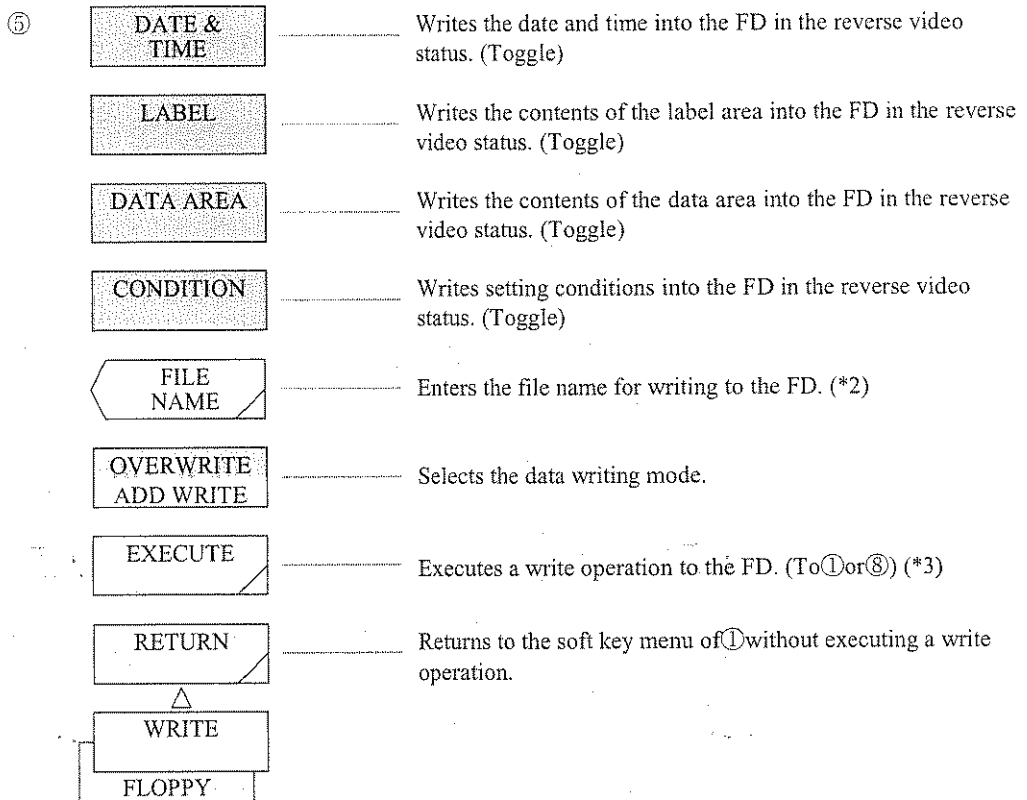 ⑤
DATE &
TIME
Writes the date and time into the FD in the reverse video
status. (Toggle)
LABEL
Writes the contents of the label area into the FD in the reverse
video status. (Toggle)
DATA AREA
Writes the contents of the data area into the FD in the reverse
video status. (Toggle)
CONDITION
Writes setting conditions into the FD in the reverse video
status. (Toggle)
FILE
NAME
Enters the file name for writing to the FD. (*2)
OVERWRITE
ADD WRITE
Selects the data writing mode.
EXECUTE
Executes a write operation to the FD. (To①or⑧) (*3)
RETURN
Returns to the soft key menu of①without executing a write
operation.
WRITE
FLOPPY